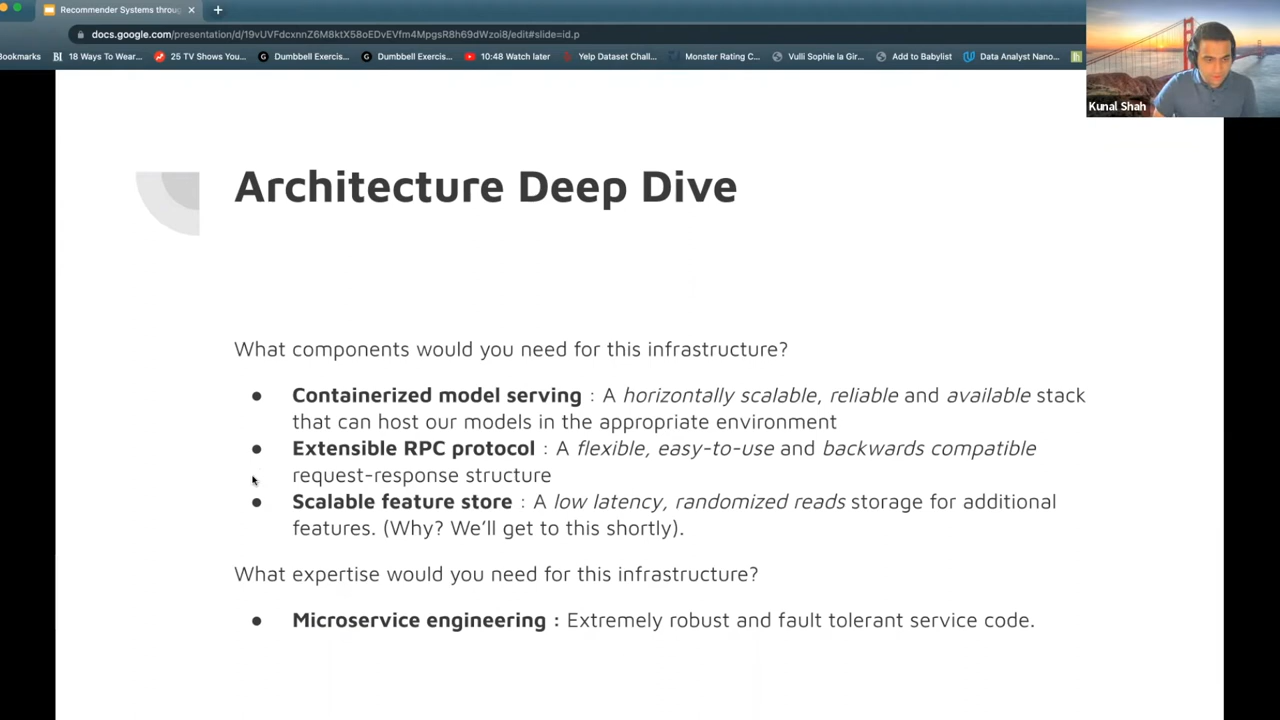 Recommender Systems throu
docs.google.com/presentation/d/19vUVFdcxnnZ6M8ktX58oEDvEVfm4MpgsR8h69dWzoi8/edit#slide=id.p
Bookmarks BI 18 Ways To Wear... 25 TV Shows You... G Dumbbell Exercis... G Dumbbell Exercis... 10:48 Watch later Yelp Dataset Chall... Monster Rating C... Vulli Sophie la Gir... Add to Babylist Data Analyst Nano...
Kunal Shah
Architecture Deep Dive
What components would you need for this infrastructure?
● Containerized model serving : A horizontally scalable, reliable and available stack
that can host our models in the appropriate environment
● Extensible RPC protocol : A flexible, easy-to-use and backwards compatible
request-response structure
● Scalable feature store : A low latency, randomized reads storage for additional
features. (Why? We'll get to this shortly).
What expertise would you need for this infrastructure?
● Microservice engineering : Extremely robust and fault tolerant service code.